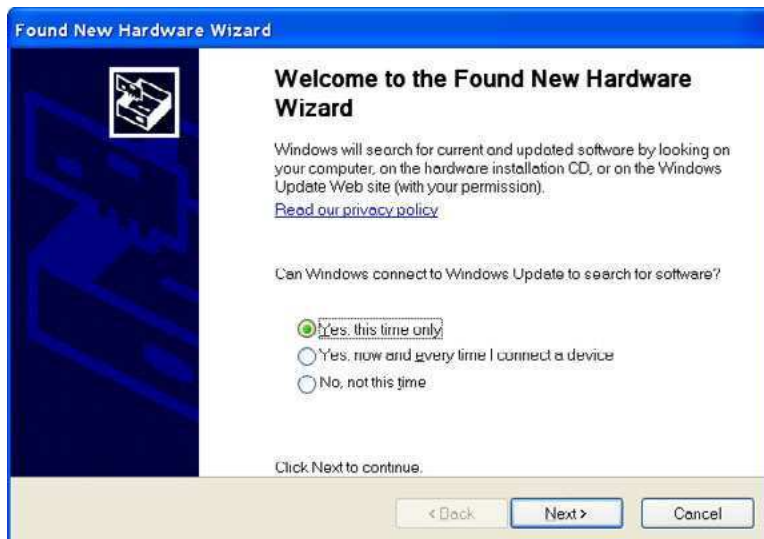 Found New Hardware Wizard
Welcome to the Found New Hardware
Wizard
Windows will search for current and updated software by looking on
your computer, on the hardware installation CD, or on the Windows
Update Web site (with your permission).
Read our privacy policy
Can Windows connect to Windows Update to search for software?
Yes, this time only
Yes, now and every time I connect a device
No, not this time
Click Next to continue.
< Back
Next >
Cancel